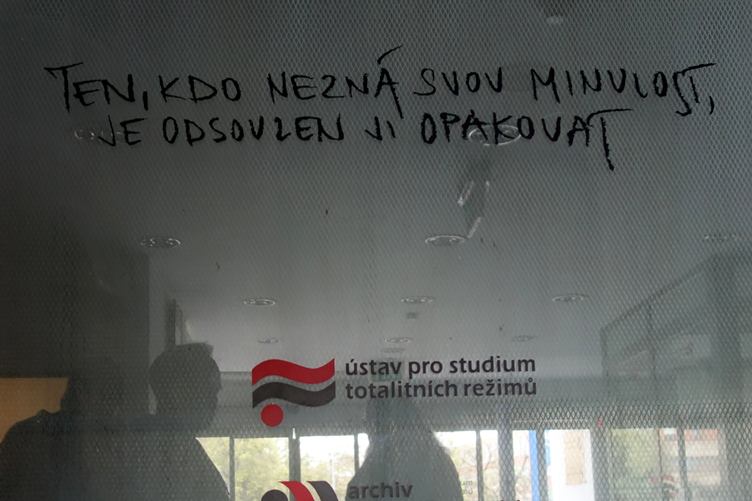 TEN, KDO NEZNÁ SVOU MINULOST,
JE ODSOUZEN JI OPAKOVAT
ústav pro studium
totalitních režimů
archiv